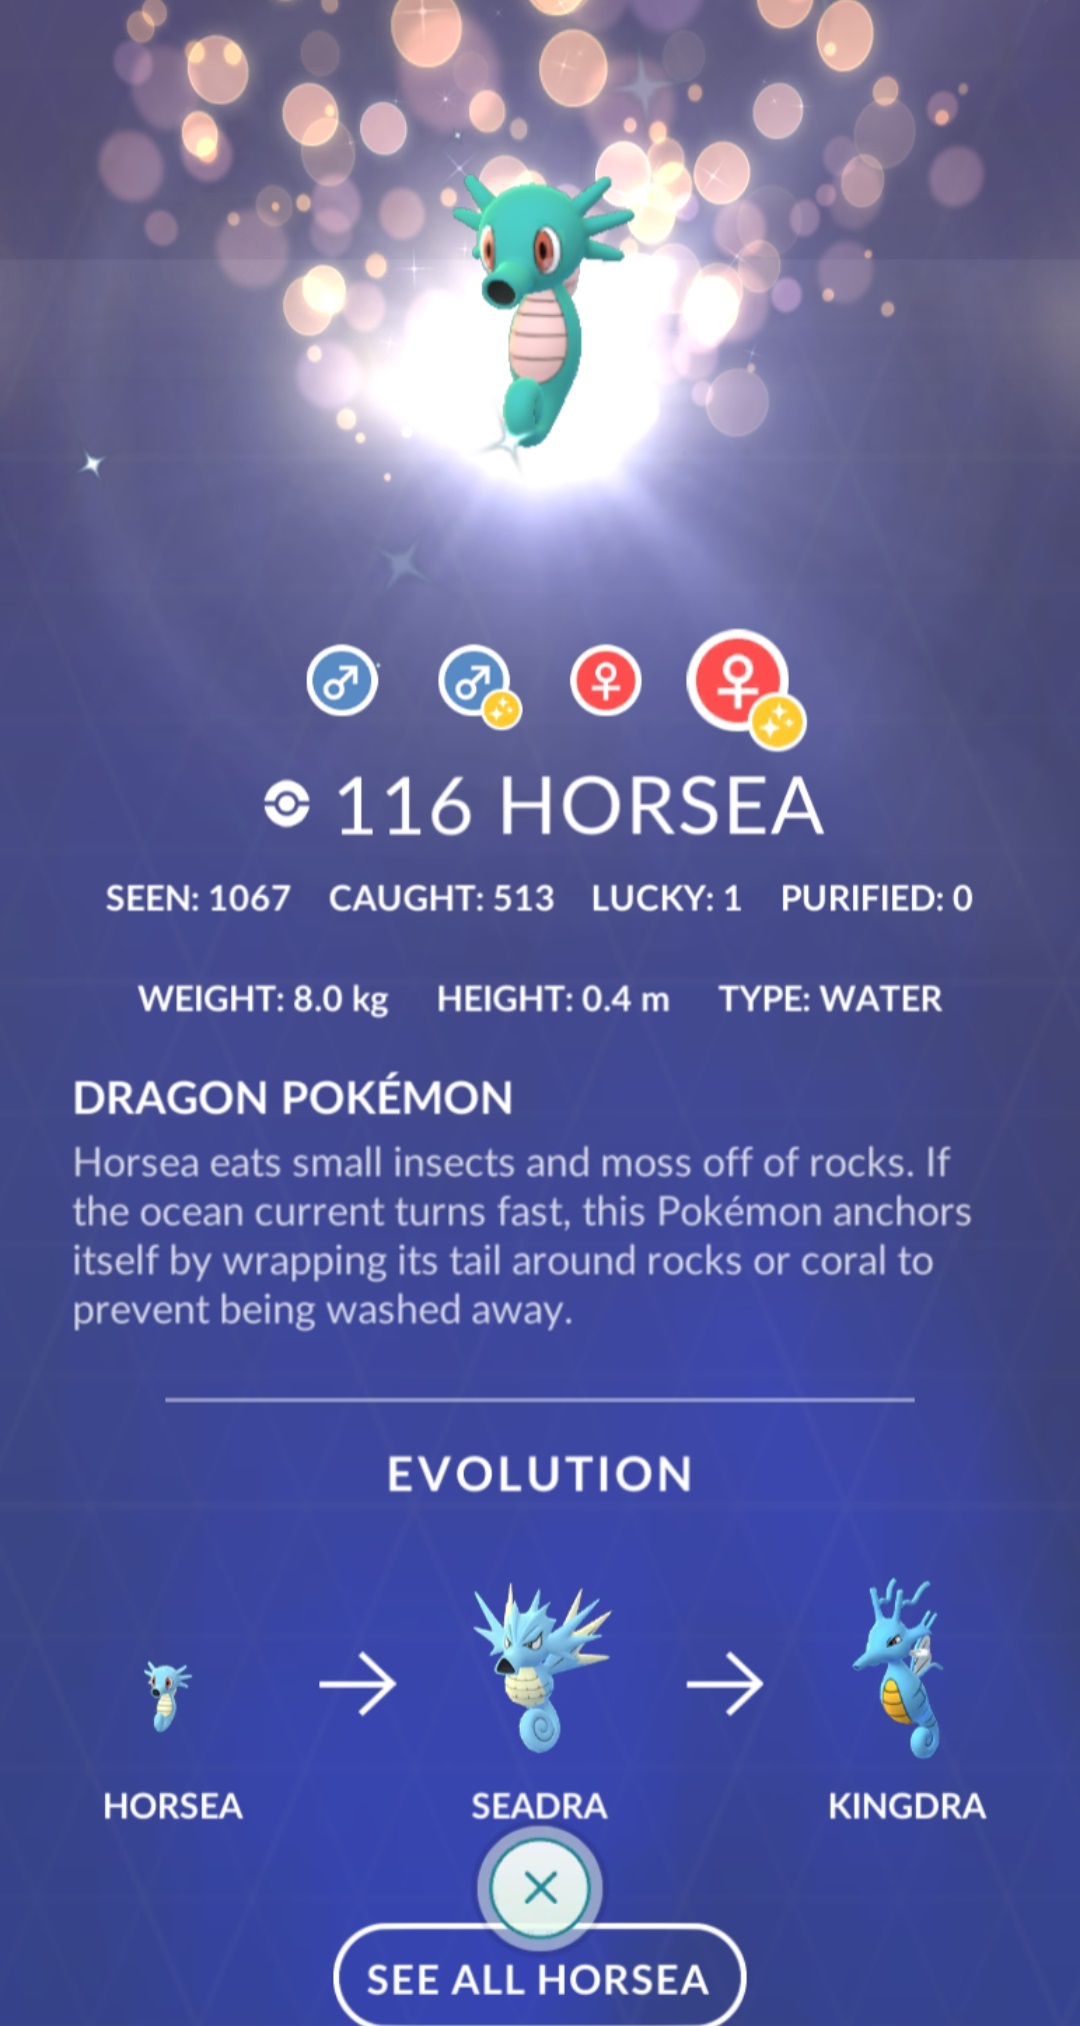 116 HORSEA
SEEN: 1067 CAUGHT: 513 LUCKY: 1 PURIFIED: 0
WEIGHT: 8.0 kg HEIGHT: 0.4 m TYPE: WATER
DRAGON POKÉMON
Horsea eats small insects and moss off of rocks. If
the ocean current turns fast, this Pokémon anchors
itself by wrapping its tail around rocks or coral to
prevent being washed away.
EVOLUTION
HORSEA SEADRA KINGDRA
SEE ALL HORSEA